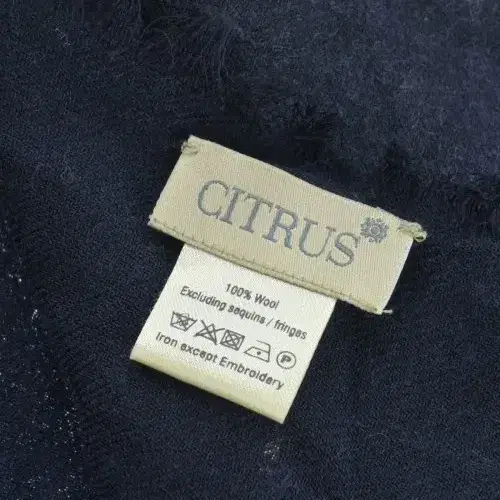 CITRUS
100% Wool
Excluding sequins / fringes
P
Iron except Embroidery